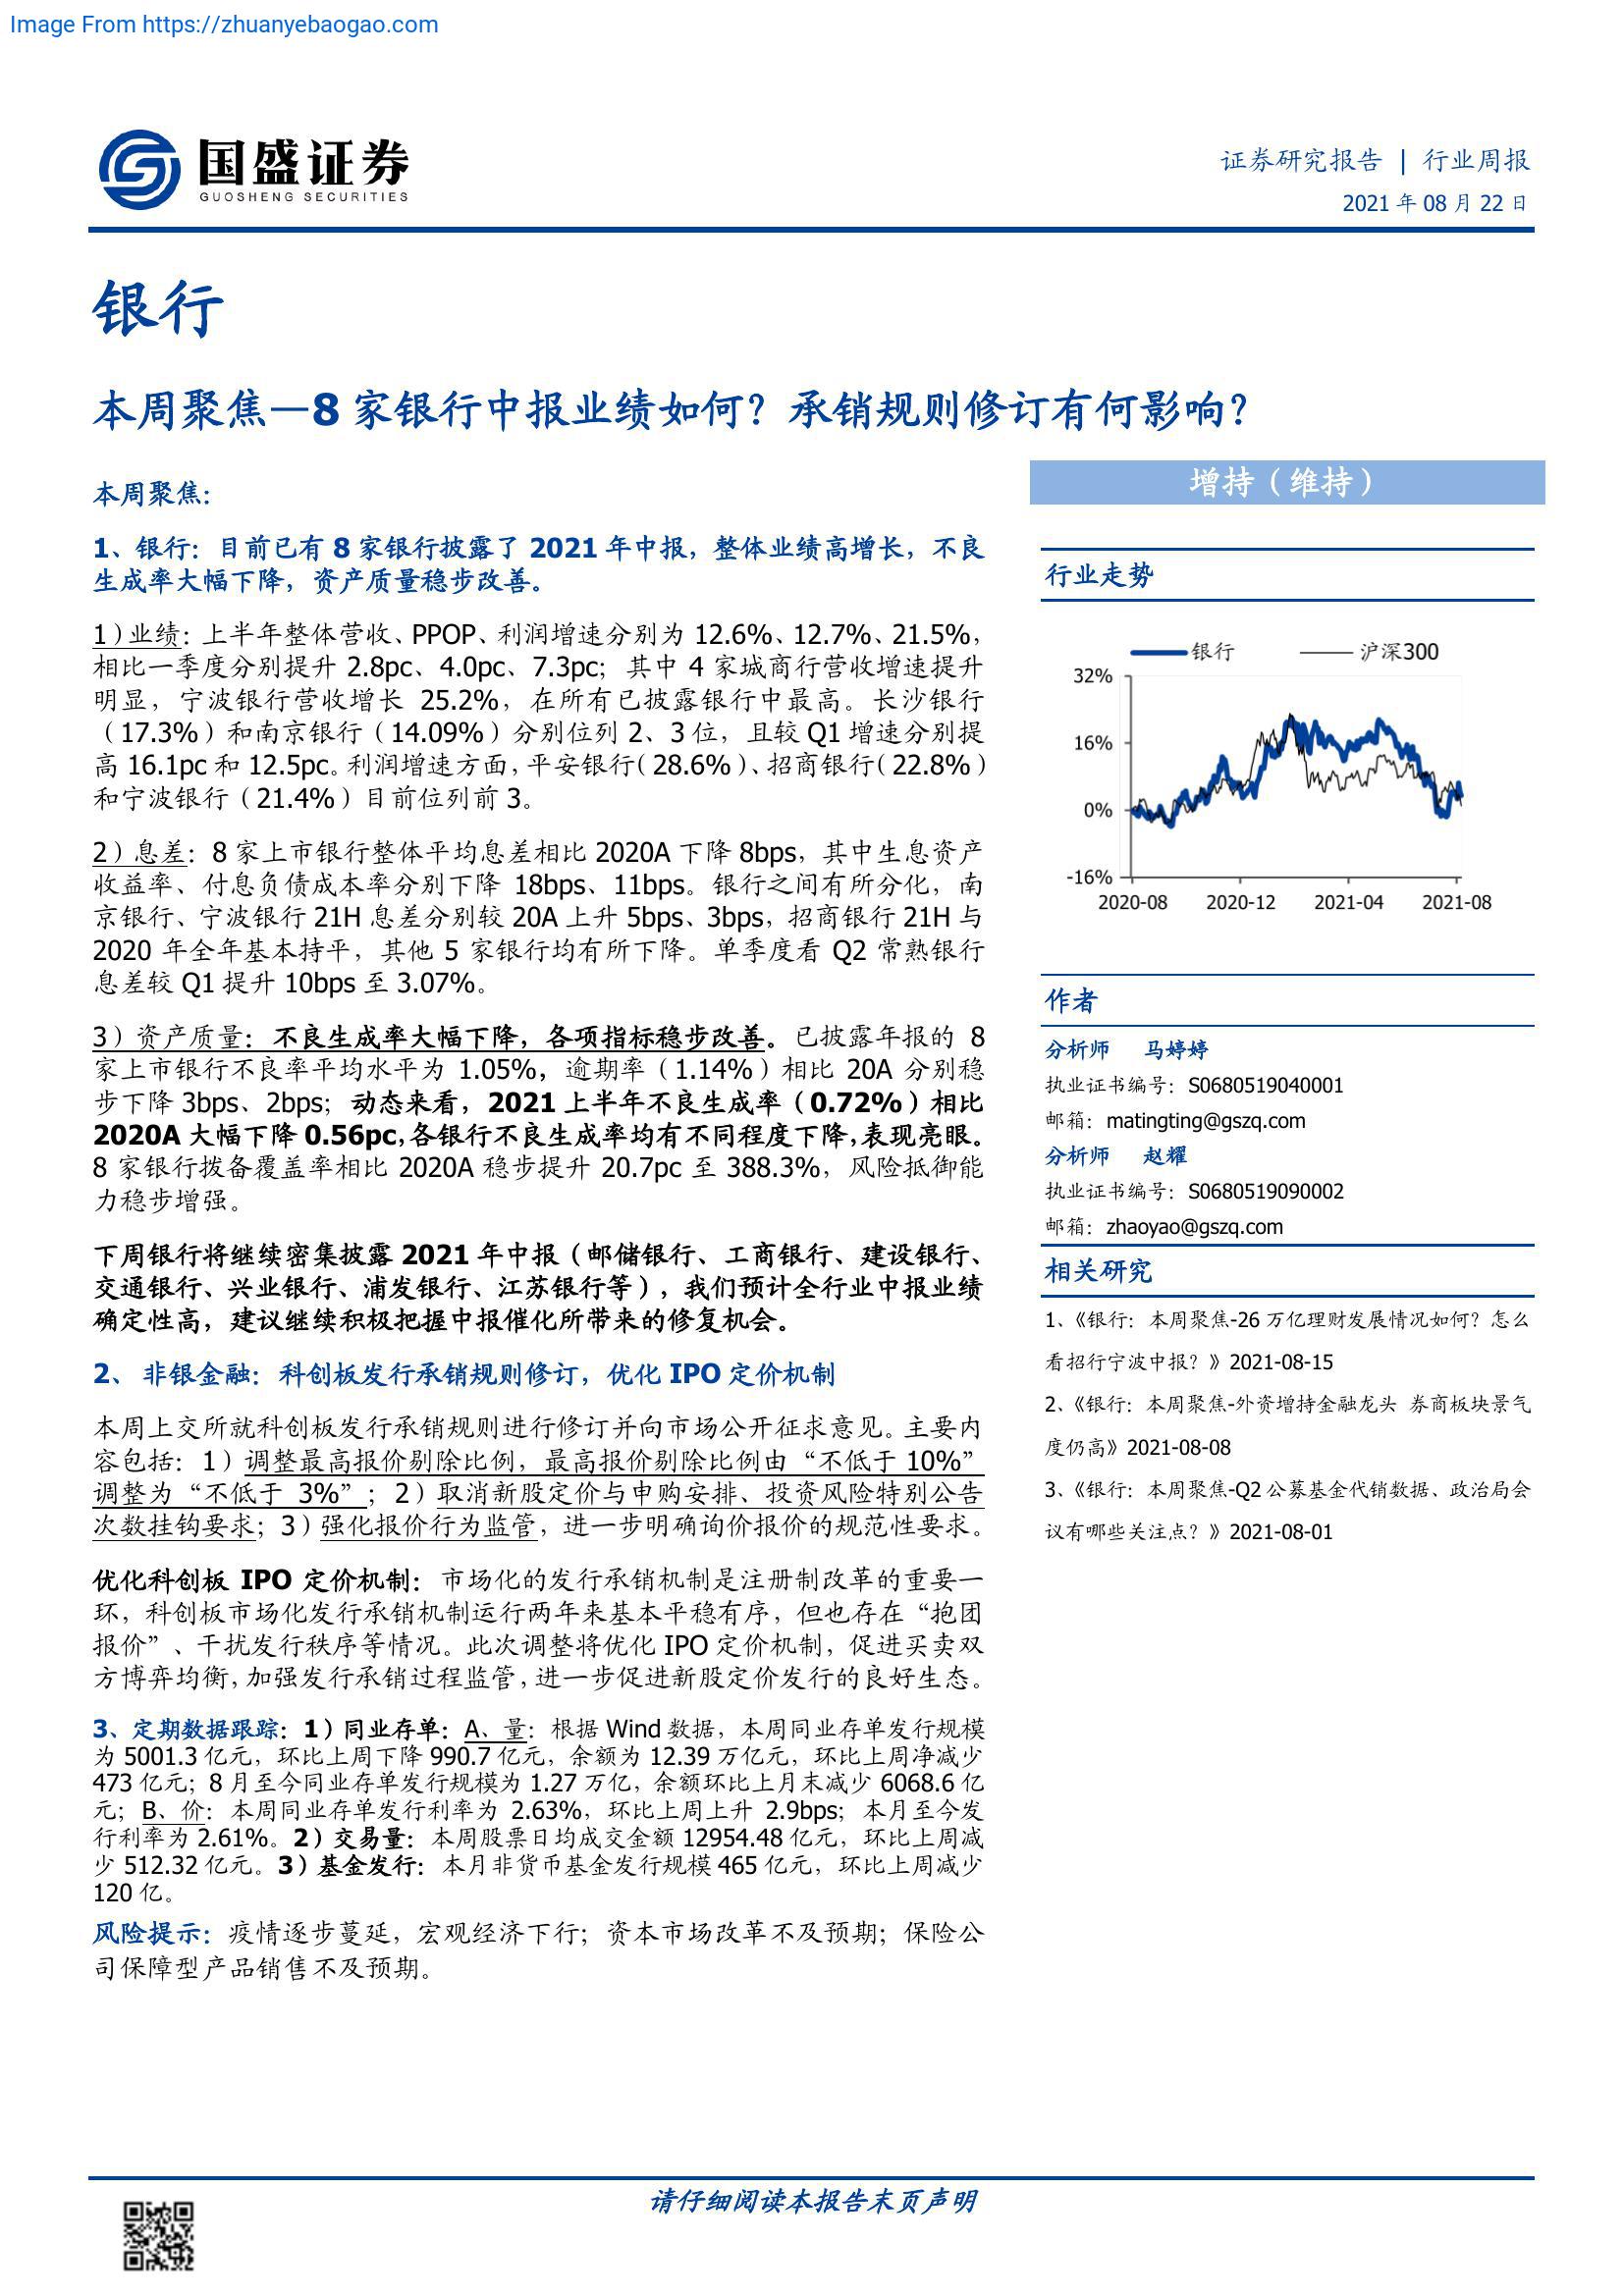 Image From https://zhuanyebaogao.com
国盛证券
GUOSHENG SECURITIES
证券研究报告 | 行业周报
2021 年 08 月 22 日
银行
本周聚焦—8 家银行中报业绩如何？承销规则修订有何影响？
本周聚焦：
1、银行：目前已有 8 家银行披露了 2021 年中报，整体业绩高增长，不良
生成率大幅下降，资产质量稳步改善。
1）业绩：上半年整体营收、PPOP、利润增速分别为 12.6%、12.7%、21.5%，
相比一季度分别提升 2.8pc、4.0pc、7.3pc；其中 4 家城商行营收增速提升
明显，宁波银行营收增长 25.2%，在所有已披露银行中最高。长沙银行
（17.3%）和南京银行（14.09%）分别位列 2、3 位，且较 Q1 增速分别提
高 16.1pc 和 12.5pc。利润增速方面，平安银行（28.6%）、招商银行（22.8%）
和宁波银行（21.4%）目前位列前 3。
2）息差：8 家上市银行整体平均息差相比 2020A 下降 8bps，其中生息资产
收益率、付息负债成本率分别下降 18bps、11bps。银行之间有所分化，南
京银行、宁波银行 21H 息差分别较 20A 上升 5bps、3bps，招商银行 21H 与
2020 年全年基本持平，其他 5 家银行均有所下降。单季度看 Q2 常熟银行
息差较 Q1 提升 10bps 至 3.07%。
3）资产质量：不良生成率大幅下降，各项指标稳步改善。已披露年报的 8
家上市银行不良率平均水平为 1.05%，逾期率（1.14%）相比 20A 分别稳
步下降 3bps、2bps；动态来看，2021 上半年不良生成率（0.72%）相比
2020A 大幅下降 0.56pc，各银行不良生成率均有不同程度下降，表现亮眼。
8 家银行拨备覆盖率相比 2020A 稳步提升 20.7pc 至 388.3%，风险抵御能
力稳步增强。
下周银行将继续密集披露 2021 年中报（邮储银行、工商银行、建设银行、
交通银行、兴业银行、浦发银行、江苏银行等），我们预计全行业中报业绩
确定性高，建议继续积极把握中报催化所带来的修复机会。
2、 非银金融：科创板发行承销规则修订，优化 IPO 定价机制
本周上交所就科创板发行承销规则进行修订并向市场公开征求意见。主要内
容包括：1）调整最高报价剔除比例，最高报价剔除比例由“不低于 10%”
调整为“不低于 3%”；2）取消新股定价与申购安排、投资风险特别公告
次数挂钩要求；3）强化报价行为监管，进一步明确询价报价的规范性要求。
优化科创板 IPO 定价机制：市场化的发行承销机制是注册制改革的重要一
环，科创板市场化发行承销机制运行两年来基本平稳有序，但也存在“抱团
报价”、干扰发行秩序等情况。此次调整将优化 IPO 定价机制，促进买卖双
方博弈均衡，加强发行承销过程监管，进一步促进新股定价发行的良好生态。
3、定期数据跟踪：1）同业存单：A、量：根据 Wind 数据，本周同业存单发行规模
为 5001.3 亿元，环比上周下降 990.7 亿元，余额为 12.39 万亿元，环比上周净减少
473 亿元；8 月至今同业存单发行规模为 1.27 万亿，余额环比上月末减少 6068.6 亿
元；B、价：本周同业存单发行利率为 2.63%，环比上周上升 2.9bps；本月至今发
行利率为 2.61%。2）交易量：本周股票日均成交金额 12954.48 亿元，环比上周减
少 512.32 亿元。3）基金发行：本月非货币基金发行规模 465 亿元，环比上周减少
120 亿。
风险提示：疫情逐步蔓延，宏观经济下行；资本市场改革不及预期；保险公
司保障型产品销售不及预期。
增持（维持）
行业走势
银行 沪深300
32%
16%
0%
-16%
2020-08 2020-12 2021-04 2021-08
作者
分析师 马婷婷
执业证书编号：S0680519040001
邮箱：matingting@gszq.com
分析师 赵耀
执业证书编号：S0680519090002
邮箱：zhaoyao@gszq.com
相关研究
1、《银行：本周聚焦-26 万亿理财发展情况如何？怎么
看招行宁波中报？》2021-08-15
2、《银行：本周聚焦-外资增持金融龙头 券商板块景气
度仍高》2021-08-08
3、《银行：本周聚焦-Q2 公募基金代销数据、政治局会
议有哪些关注点？》2021-08-01
请仔细阅读本报告末页声明